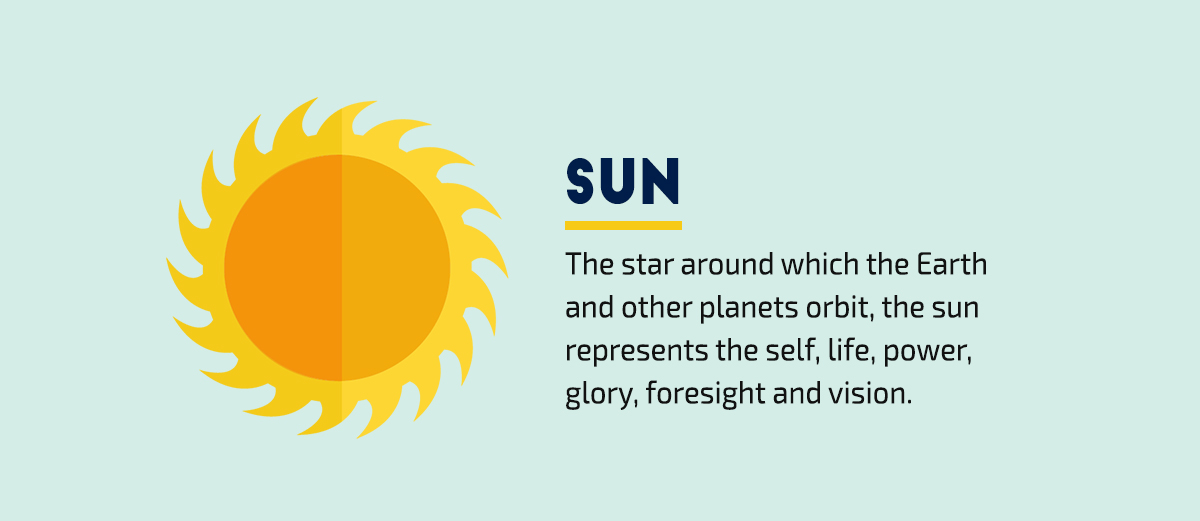 SUN
The star around which the Earth
and other planets orbit, the sun
represents the self, life, power,
glory, foresight and vision.